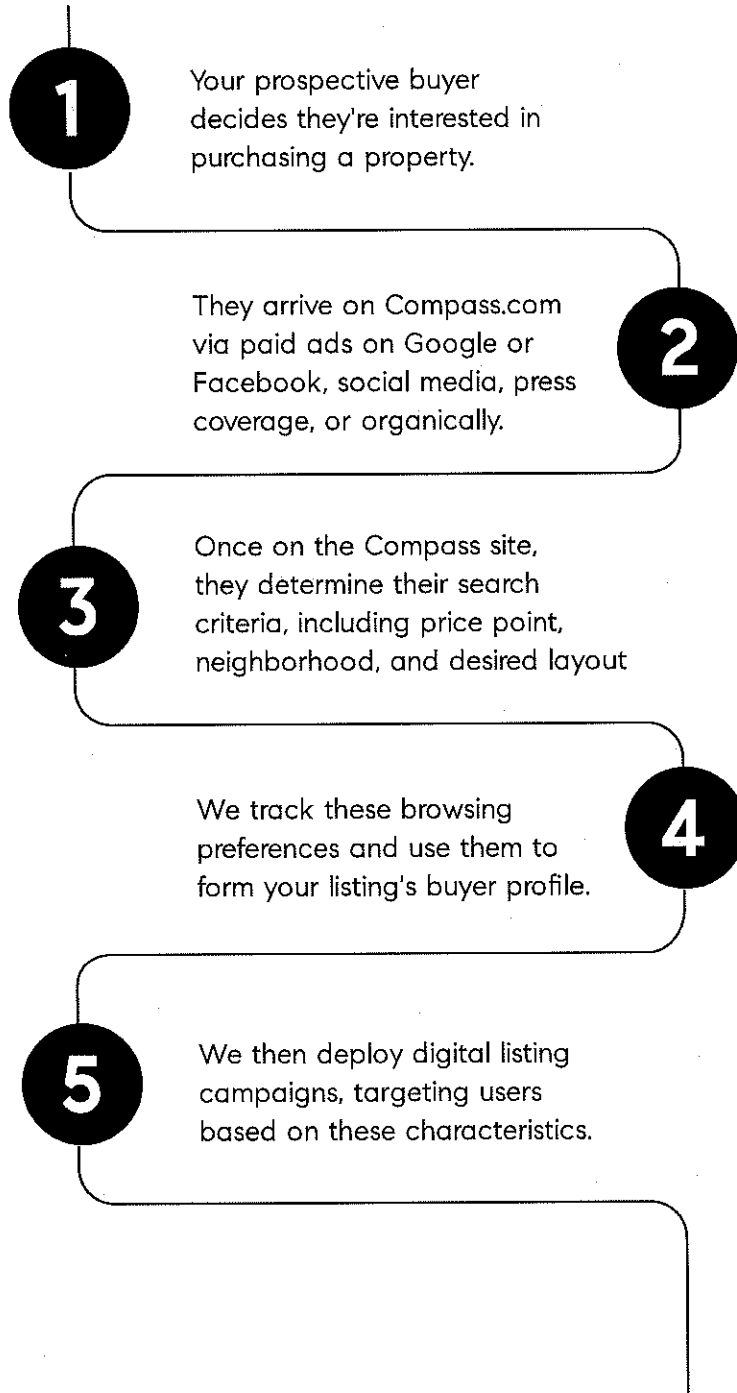 1
Your prospective buyer
decides they're interested in
purchasing a property.
They arrive on Compass.com
via paid ads on Google or
Facebook, social media, press
coverage, or organically.
2
3
Once on the Compass site,
they determine their search
criteria, including price point,
neighborhood, and desired layout
We track these browsing
preferences and use them to
form your listing's buyer profile.
4
5
We then deploy digital listing
campaigns, targeting users
based on these characteristics.